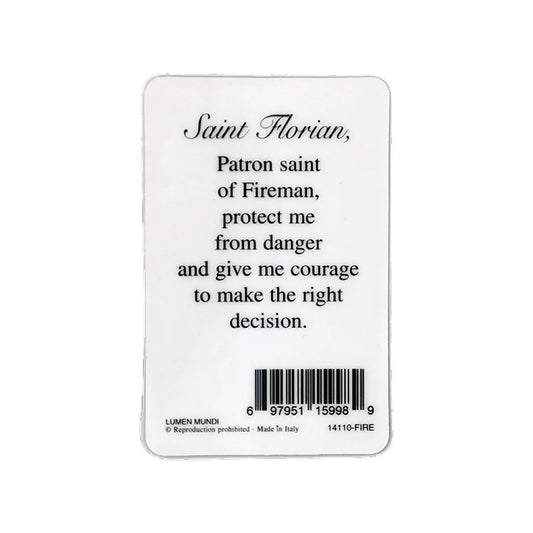 Saint Florian,
Patron saint
of Fireman,
protect me
from danger
and give me courage
to make the right
decision.
6 97951 15998 9
LUMEN MUNDI
© Reproduction prohibited - Made in Italy
14110-FIRE